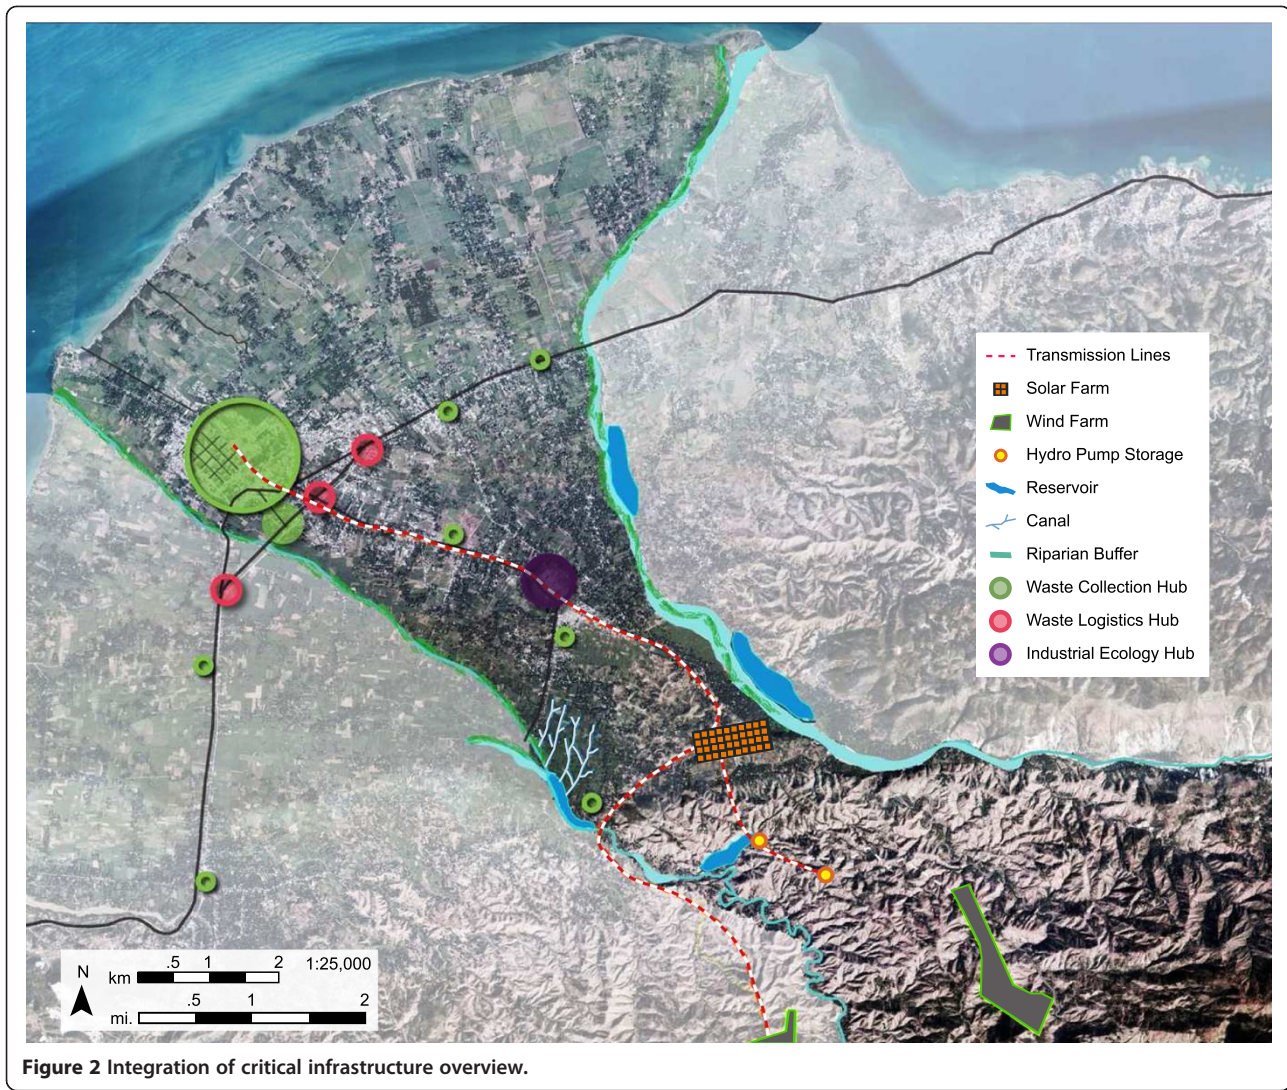 Transmission Lines
Solar Farm
Wind Farm
Hydro Pump Storage
Reservoir
Canal
Riparian Buffer
Waste Collection Hub
Waste Logistics Hub
Industrial Ecology Hub
N
.5 1 2 1:25,000
km
.5 1 2
mi.
Figure 2 Integration of critical infrastructure overview.